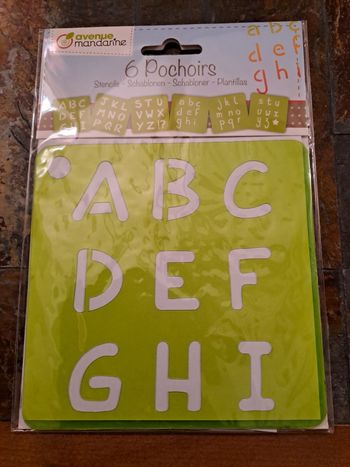 avenue
mandarine
a b c
d e f
g h i
6 Pochoirs
Stencils - Schablonen - Schabloner - Plantillas
ABC JKL STU abc jkl stu
DEF MNO VWX def mno vwx
GHI PQR YZ!? ghi pqr yz
A B C
D E F
G H I